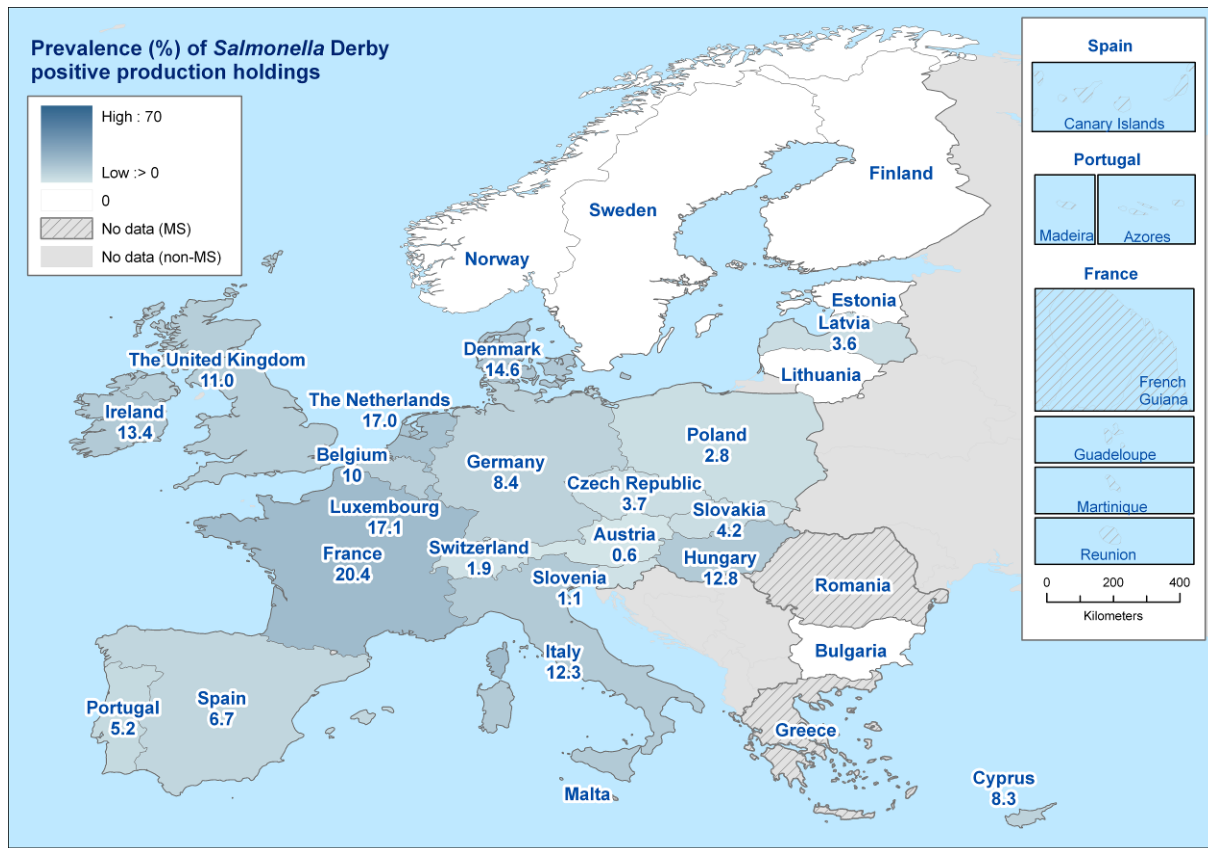 Prevalence (%) of Salmonella Derby
positive production holdings
High : 70
Low :> 0
0
No data (MS)
No data (non-MS)
Finland
Sweden
Norway
Estonia
Latvia
3.6
Lithuania
Denmark
14.6
The United Kingdom
11.0
Ireland
13.4
The Netherlands
17.0
Belgium
10
Germany
8.4
Poland
2.8
Czech Republic
3.7
Slovakia
4.2
Luxembourg
17.1
France
20.4
Switzerland
1.9
Austria
0.6
Hungary
12.8
Slovenia
1.1
Romania
Bulgaria
Italy
12.3
Portugal
5.2
Spain
6.7
Greece
Malta
Cyprus
8.3
Spain
Canary Islands
Portugal
Madeira
Azores
France
French
Guiana
Guadeloupe
Martinique
Reunion
0 200 400
Kilometers